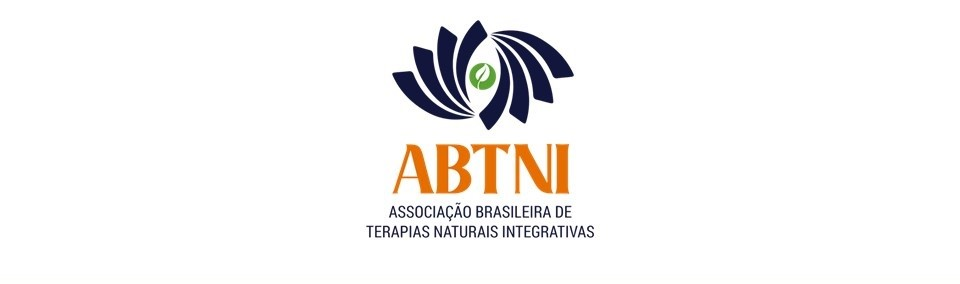 ABTNI
ASSOCIAÇÃO BRASILEIRA DE
TERAPIAS NATURAIS INTEGRATIVAS